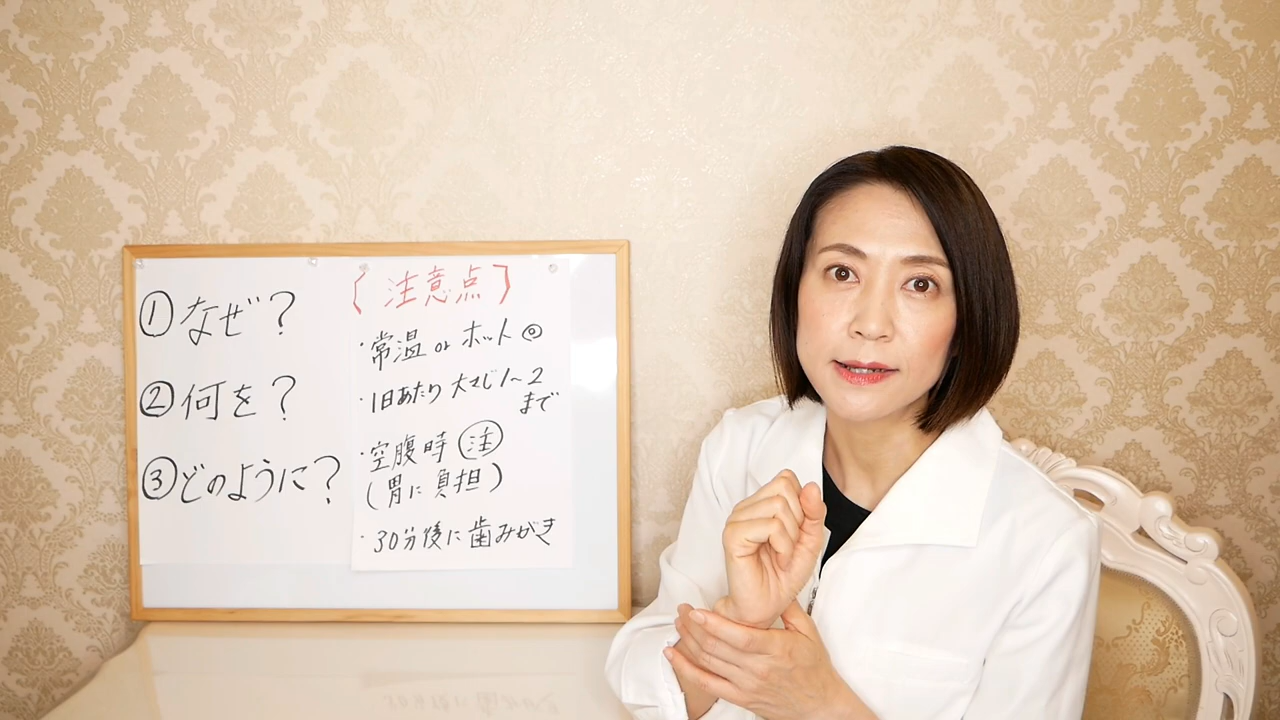 ① なぜ?
② 何を?
③ どのように?
〔注意点〕
・常温 or ホット◎
・1日あたり 大さじ1〜2
まで
・空腹時 ㊟
(胃に負担)
・30分後に歯みがき